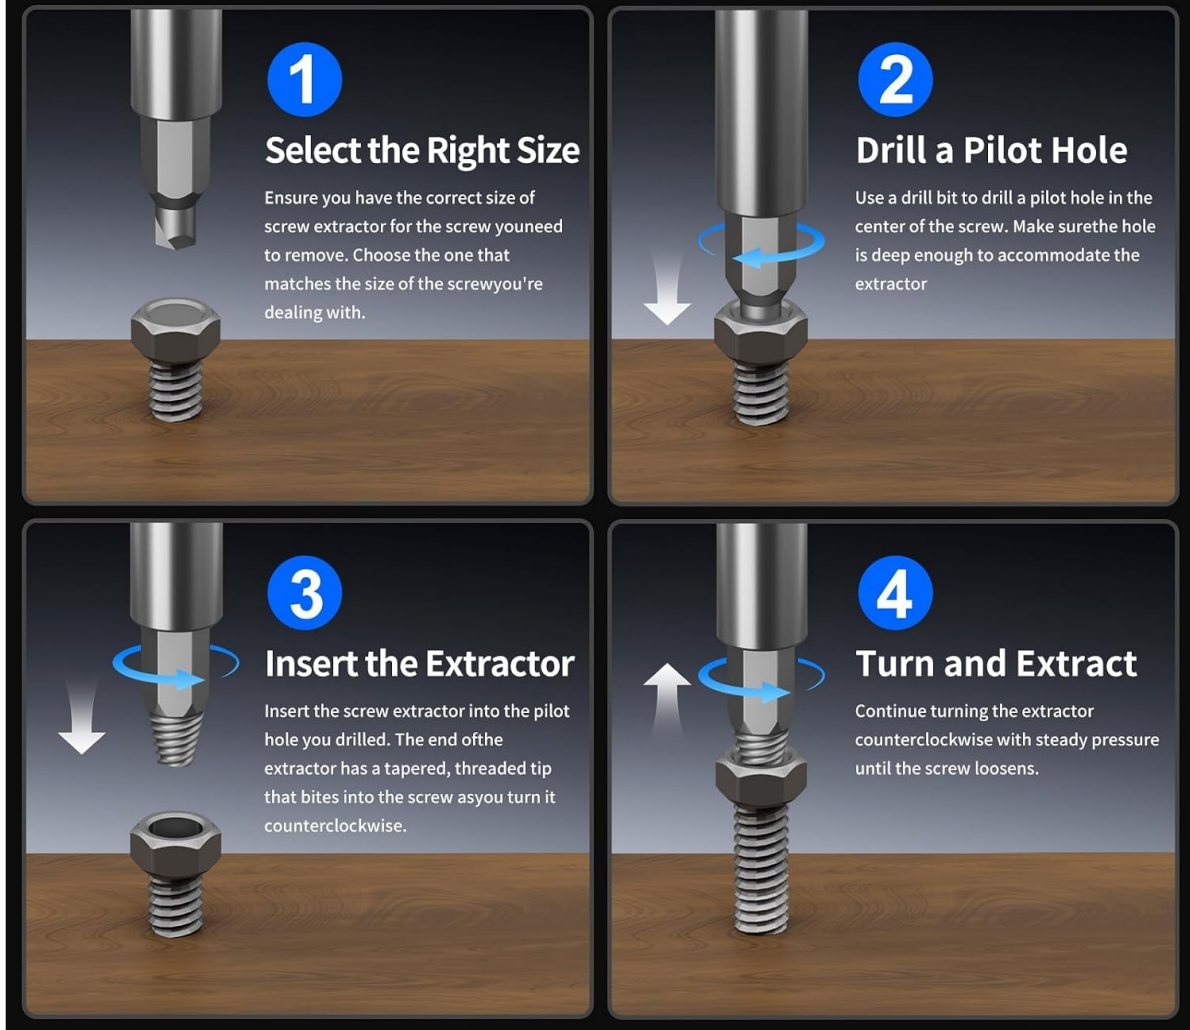 1
Select the Right Size
Ensure you have the correct size of
screw extractor for the screw youneed
to remove. Choose the one that
matches the size of the screwyou're
dealing with.
2
Drill a Pilot Hole
Use a drill bit to drill a pilot hole in the
center of the screw. Make surethe hole
is deep enough to accommodate the
extractor
3
Insert the Extractor
Insert the screw extractor into the pilot
hole you drilled. The end ofthe
extractor has a tapered, threaded tip
that bites into the screw asyou turn it
counterclockwise.
4
Turn and Extract
Continue turning the extractor
counterclockwise with steady pressure
until the screw loosens.